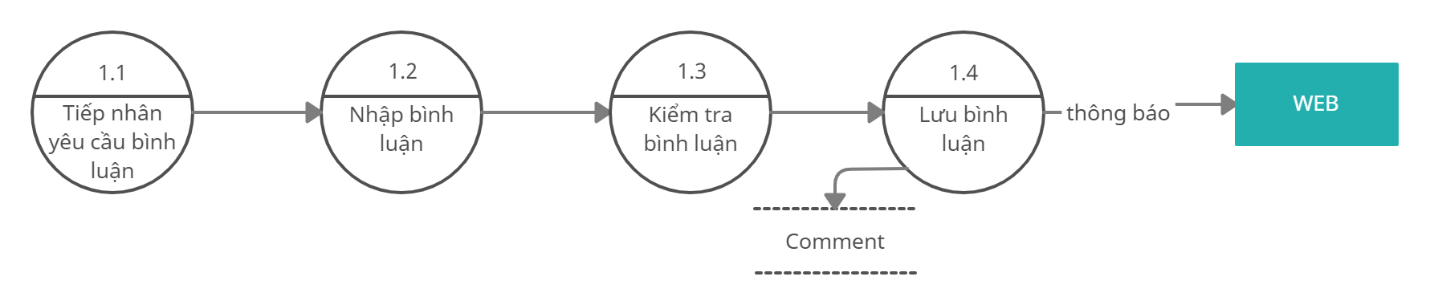 1.1
Tiếp nhân
yêu cầu bình
luận
1.2
Nhập bình
luận
1.3
Kiểm tra
bình luận
1.4
Lưu bình
luận
thông báo
WEB
Comment